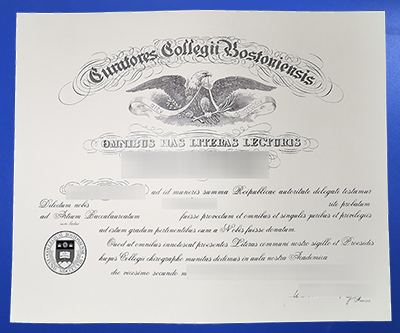 Curatores Collegii Bostoniensis
OMNIBUS HAS LITERAS LECTURIS
ad id muneris summa Reipublicae autoritate delegati testamur
Dilectum nobis rite probatum
ad Artium Baccalaureatum fuisse provectum et omnibus et singulis juribus et privilegiis
ad istum gradum pertinentibus eum a Nobis fuisse donatum.
Quod ut omnibus innotescat praesentes Literas communi nostro sigillo et Praesidis
hujus Collegii chirographo munitas dedimus in aula nostra Academica
die vicesimo secundo m